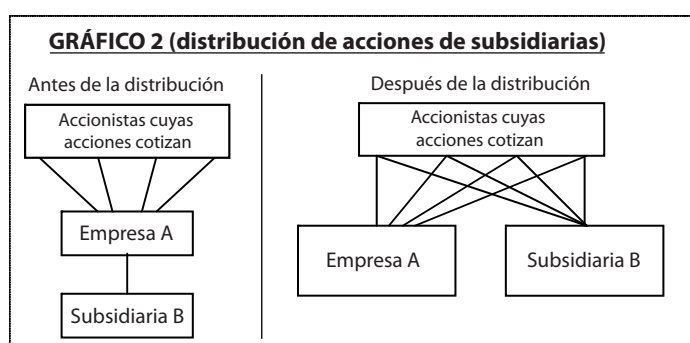 GRÁFICO 2 (distribución de acciones de subsidiarias)
Antes de la distribución
Accionistas cuyas
acciones cotizan
Empresa A
Subsidiaria B
Después de la distribución
Accionistas cuyas
acciones cotizan
Empresa A
Subsidiaria B